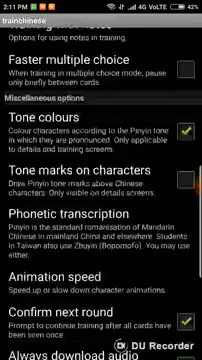 2:11 PM
4G VoLTE
42%
trainchinese
Training with notes
Options for using notes in training.
Faster multiple choice
When training in multiple choice mode, pause
only briefly between cards
Miscellaneous options
Tone colours
Colour characters according to the Pinyin tone
in which they are pronounced. Only applicable
to details and training screens
Tone marks on characters
Draw Pinyin tone marks above Chinese
characters. Only visible on details screens.
Phonetic transcription
Pinyin is the standard romanisation of Mandarin
Chinese in mainland China and elsewhere. Students
in Taiwan also use Zhuyin (Bopomofo). You may use
either.
Animation speed
Speed up or slow down character animations.
DU Recorder
Confirm next round
Prompt to continue training after all cards have
been seen once.
Always download audio